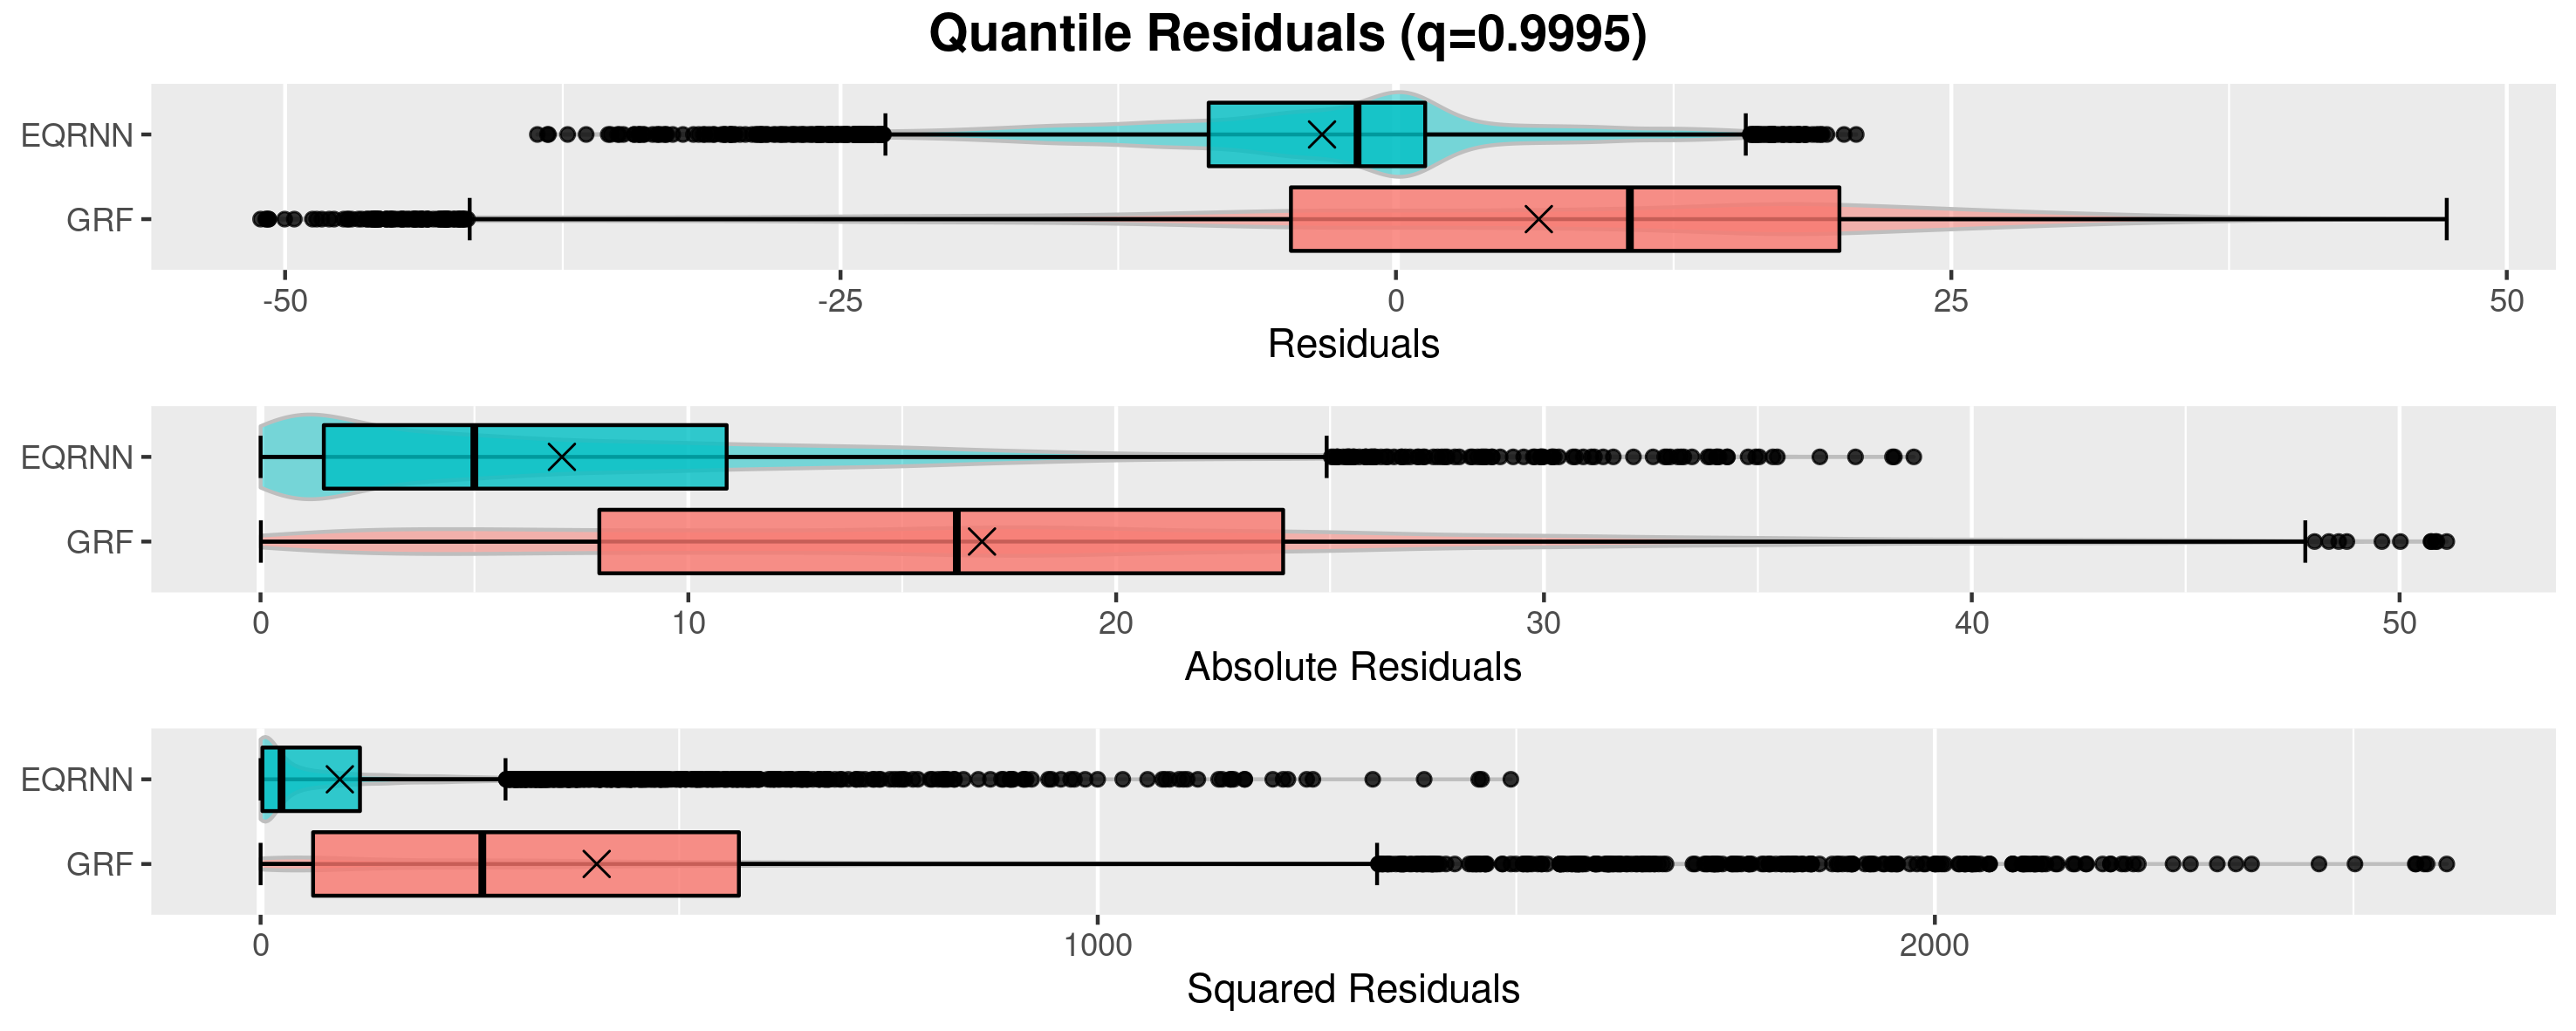 Quantile Residuals (q=0.9995)
EQRNN
GRF
-50 -25 0 25 50
Residuals
EQRNN
GRF
0 10 20 30 40 50
Absolute Residuals
EQRNN
GRF
0 1000 2000
Squared Residuals